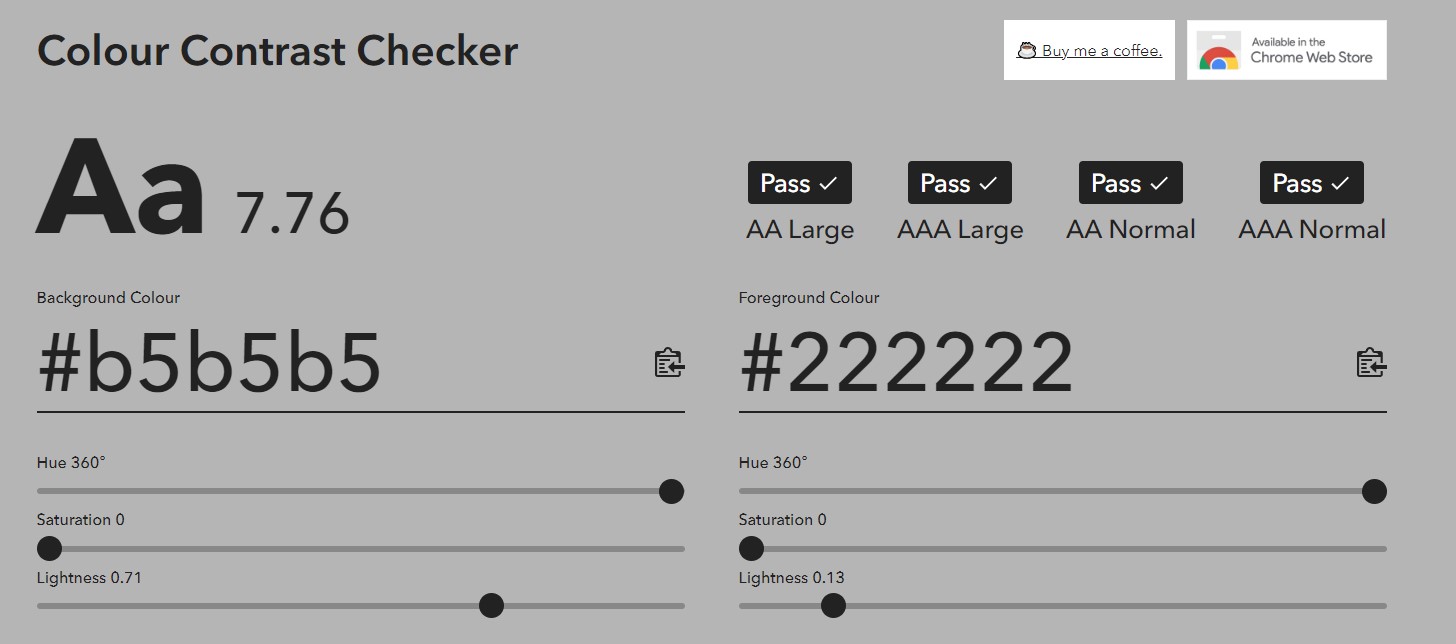 Colour Contrast Checker
Buy me a coffee.
Available in the
Chrome Web Store
Aa 7.76
Pass ✓ Pass ✓ Pass ✓ Pass ✓
AA Large AAA Large AA Normal AAA Normal
Background Colour
#b5b5b5
Hue 360°
Saturation 0
Lightness 0.71
Foreground Colour
#222222
Hue 360°
Saturation 0
Lightness 0.13